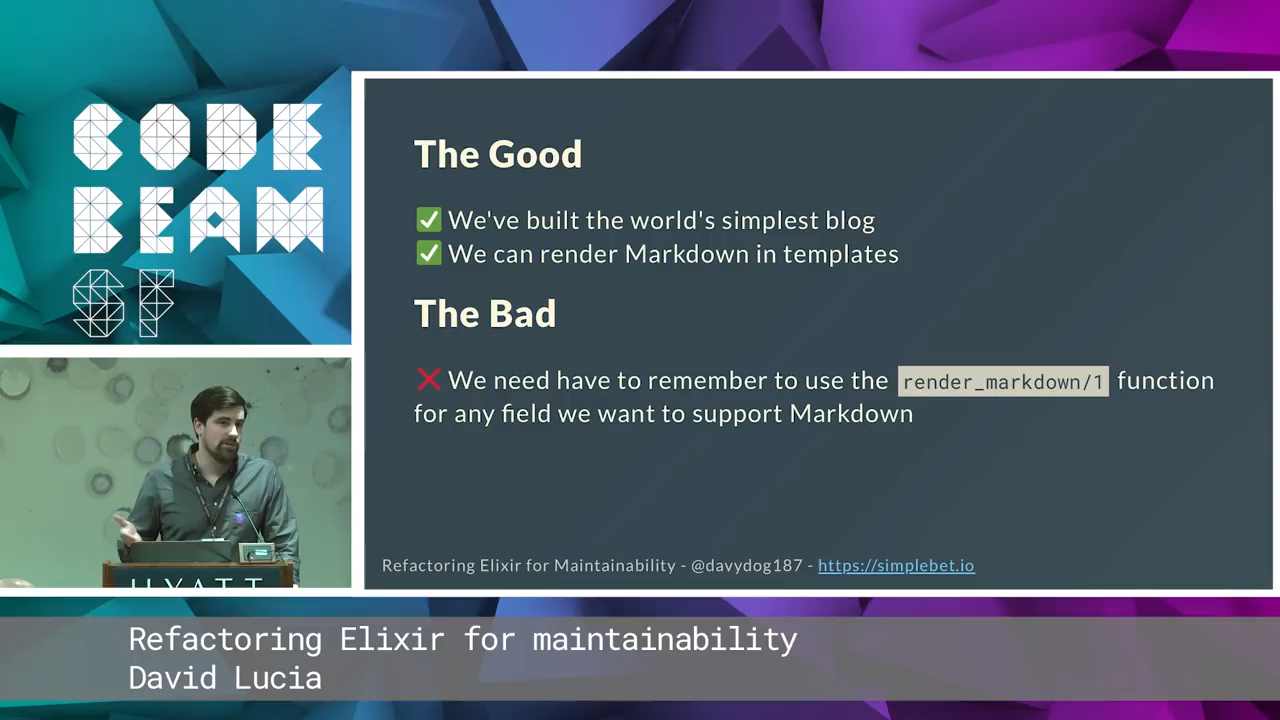 CODE
BEAM
SF
The Good
✅ We've built the world's simplest blog
✅ We can render Markdown in templates
The Bad
❌ We need have to remember to use the render_markdown/1 function
for any field we want to support Markdown
Refactoring Elixir for Maintainability - @davydog187 - https://simplebet.io
HYATT
Refactoring Elixir for maintainability
David Lucia